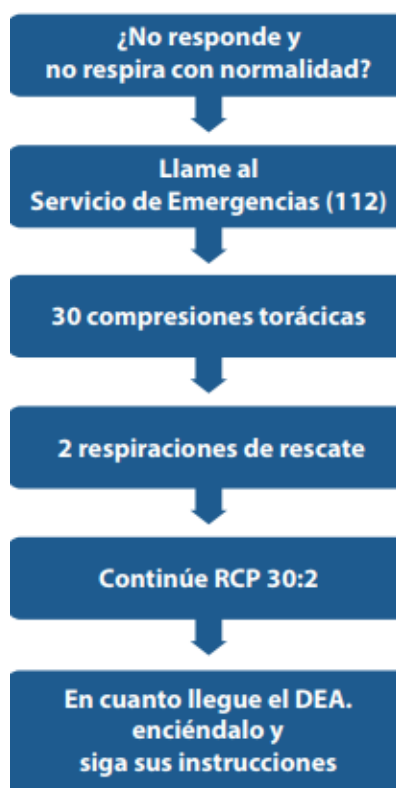 ¿No responde y
no respira con normalidad?
Llame al
Servicio de Emergencias (112)
30 compresiones torácicas
2 respiraciones de rescate
Continúe RCP 30:2
En cuanto llegue el DEA.
enciéndalo y
siga sus instrucciones